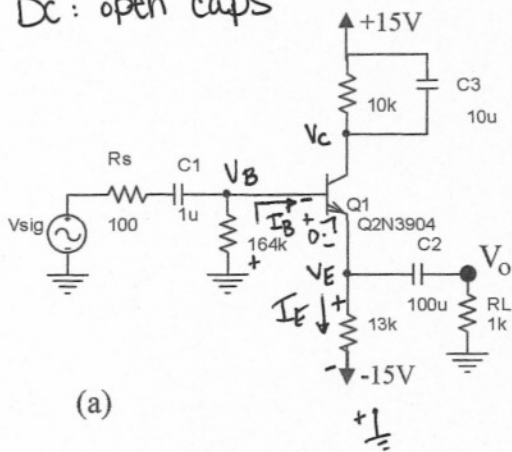 DC: open caps
+15V
10k
C3
10u
Vc
Rs
C1
VB
Vsig
100
1u
164k
+
IB
-
+
0.7
-
Q1
Q2N3904
C2
Vo
VE
100u
RL
1k
IE
+
13k
-
-15V
(a)
+